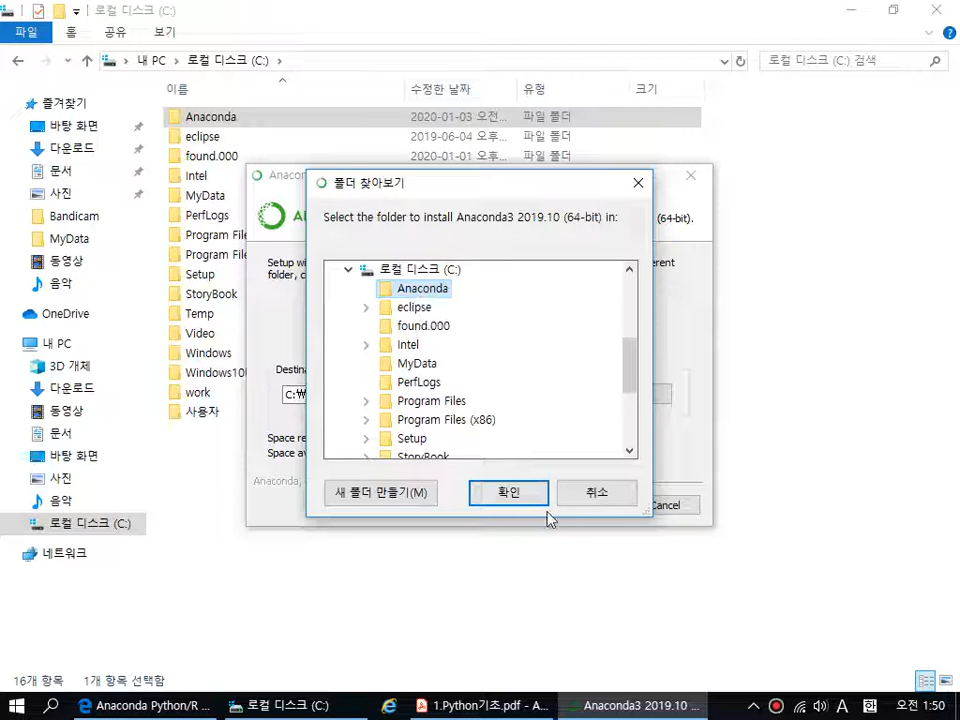 로컬 디스크 (C:)
파일
홈
공유
보기
내 PC
로컬 디스크 (C:)
로컬 디스크 (C:) 검색
이름
수정한 날짜
유형
크기
즐겨찾기
바탕 화면
다운로드
문서
사진
Bandicam
MyData
동영상
음악
OneDrive
내 PC
3D 개체
다운로드
동영상
문서
바탕 화면
사진
음악
로컬 디스크 (C:)
네트워크
Anaconda 2020-01-03 오전... 파일 폴더
eclipse 2019-06-04 오후... 파일 폴더
found.000 2020-01-01 오후... 파일 폴더
Intel
MyData
PerfLogs
Program File
Program File
Setup
StoryBook
Temp
Video
Windows
Windows10
work
사용자
Anacon
(64-bit).
Setup wi
folder, c
erent
Destina
C:₩
Space re
Space av
Anaconda,
Cancel
폴더 찾아보기
Select the folder to install Anaconda3 2019.10 (64-bit) in:
로컬 디스크 (C:)
Anaconda
eclipse
found.000
Intel
MyData
PerfLogs
Program Files
Program Files (x86)
Setup
StoryBook
새 폴더 만들기(M)
확인
취소
16개 항목
1개 항목 선택함
Anaconda Python/R ...
로컬 디스크 (C:)
1.Python기초.pdf - A...
Anaconda3 2019.10 ...
A
한
오전 1:50